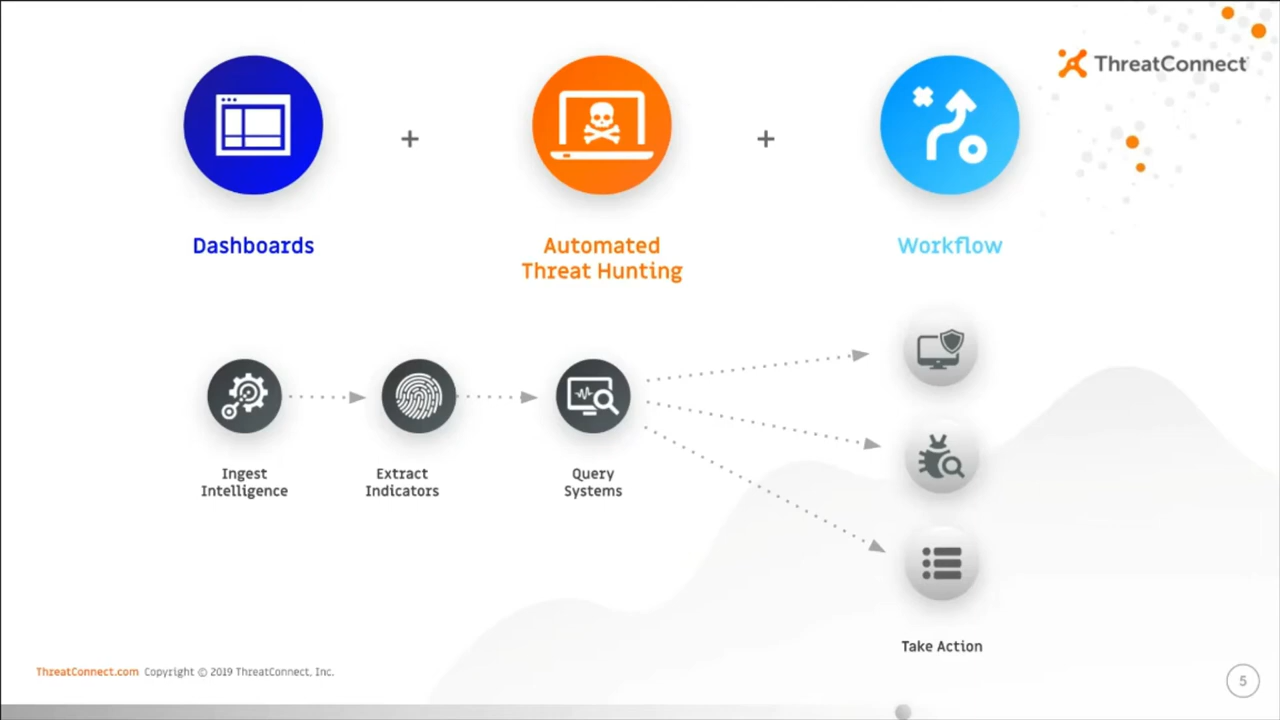 ThreatConnect
+
+
Dashboards
Automated
Threat Hunting
Workflow
Ingest
Intelligence
Extract
Indicators
Query
Systems
Take Action
ThreatConnect.com Copyright © 2019 ThreatConnect, Inc.
5